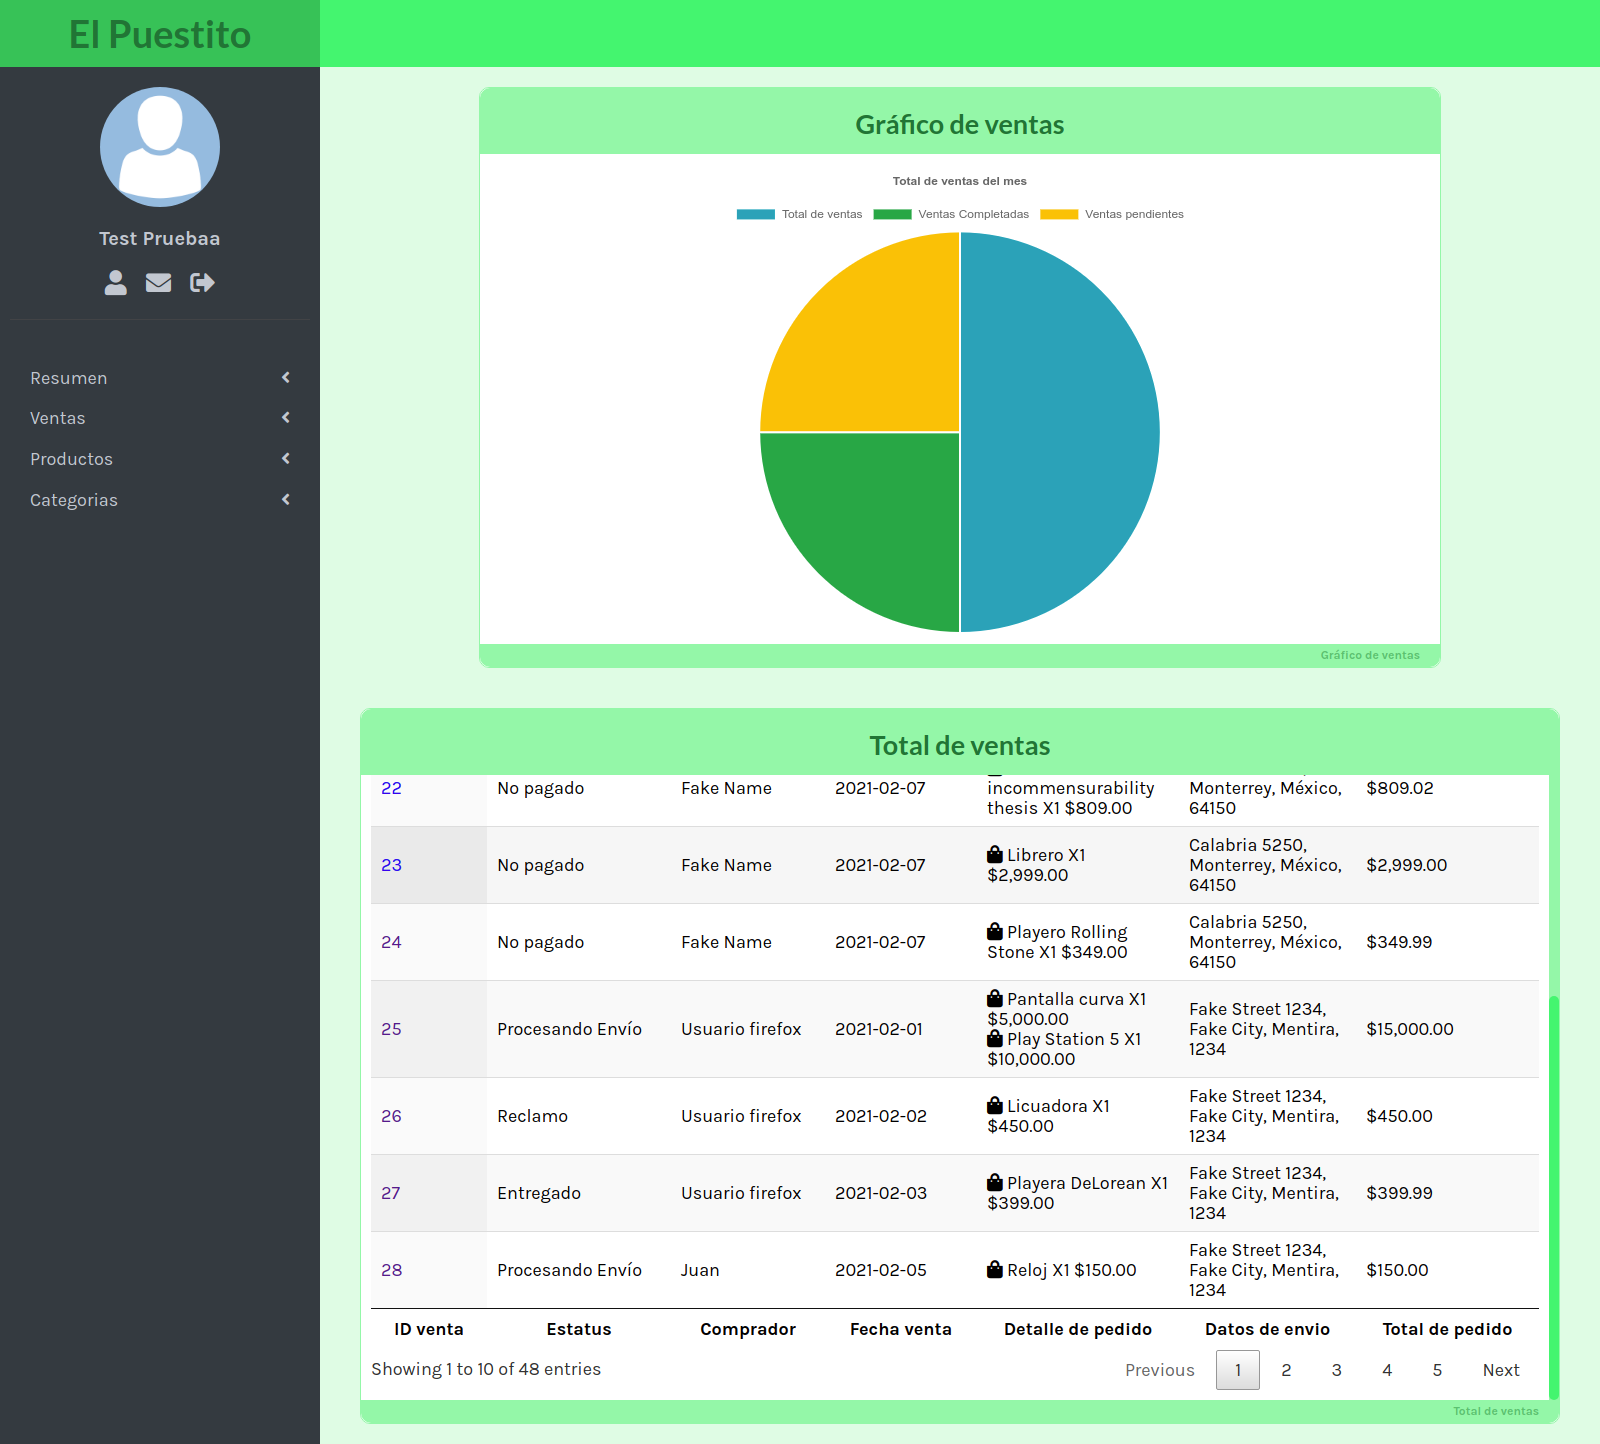 El Puestito
Test Pruebaa
Resumen
Ventas
Productos
Categorias
Gráfico de ventas
Total de ventas del mes
Total de ventas Ventas Completadas Ventas pendientes
Gráfico de ventas
Total de ventas
22 No pagado Fake Name 2021-02-07 incommensurability Monterrey, México, $809.02
thesis X1 $809.00 64150
Calabria 5250,
23 No pagado Fake Name 2021-02-07 Librero X1 Monterrey, México, $2,999.00
$2,999.00 64150
Calabria 5250,
24 No pagado Fake Name 2021-02-07 Playero Rolling Monterrey, México, $349.99
Stone X1 $349.00 64150
Pantalla curva X1
$5,000.00 Fake Street 1234,
25 Procesando Envío Usuario firefox 2021-02-01 Play Station 5 X1 Fake City, Mentira, $15,000.00
$10,000.00 1234
Fake Street 1234,
26 Reclamo Usuario firefox 2021-02-02 Licuadora X1 Fake City, Mentira, $450.00
$450.00 1234
Fake Street 1234,
27 Entregado Usuario firefox 2021-02-03 Playera DeLorean X1 Fake City, Mentira, $399.99
$399.00 1234
Fake Street 1234,
28 Procesando Envío Juan 2021-02-05 Reloj X1 $150.00 Fake City, Mentira, $150.00
1234
ID venta Estatus Comprador Fecha venta Detalle de pedido Datos de envio Total de pedido
Showing 1 to 10 of 48 entries Previous 1 2 3 4 5 Next
Total de ventas